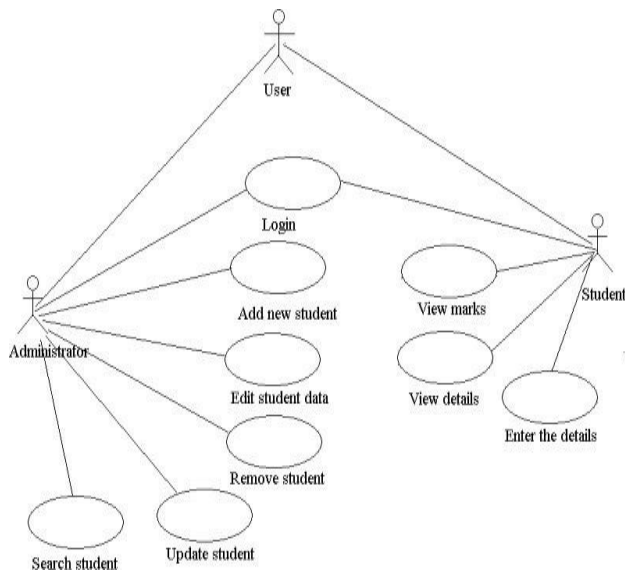 User
Login
Add new student
View marks
Student
Administrator
Edit student data
View details
Enter the details
Remove student
Search student
Update student